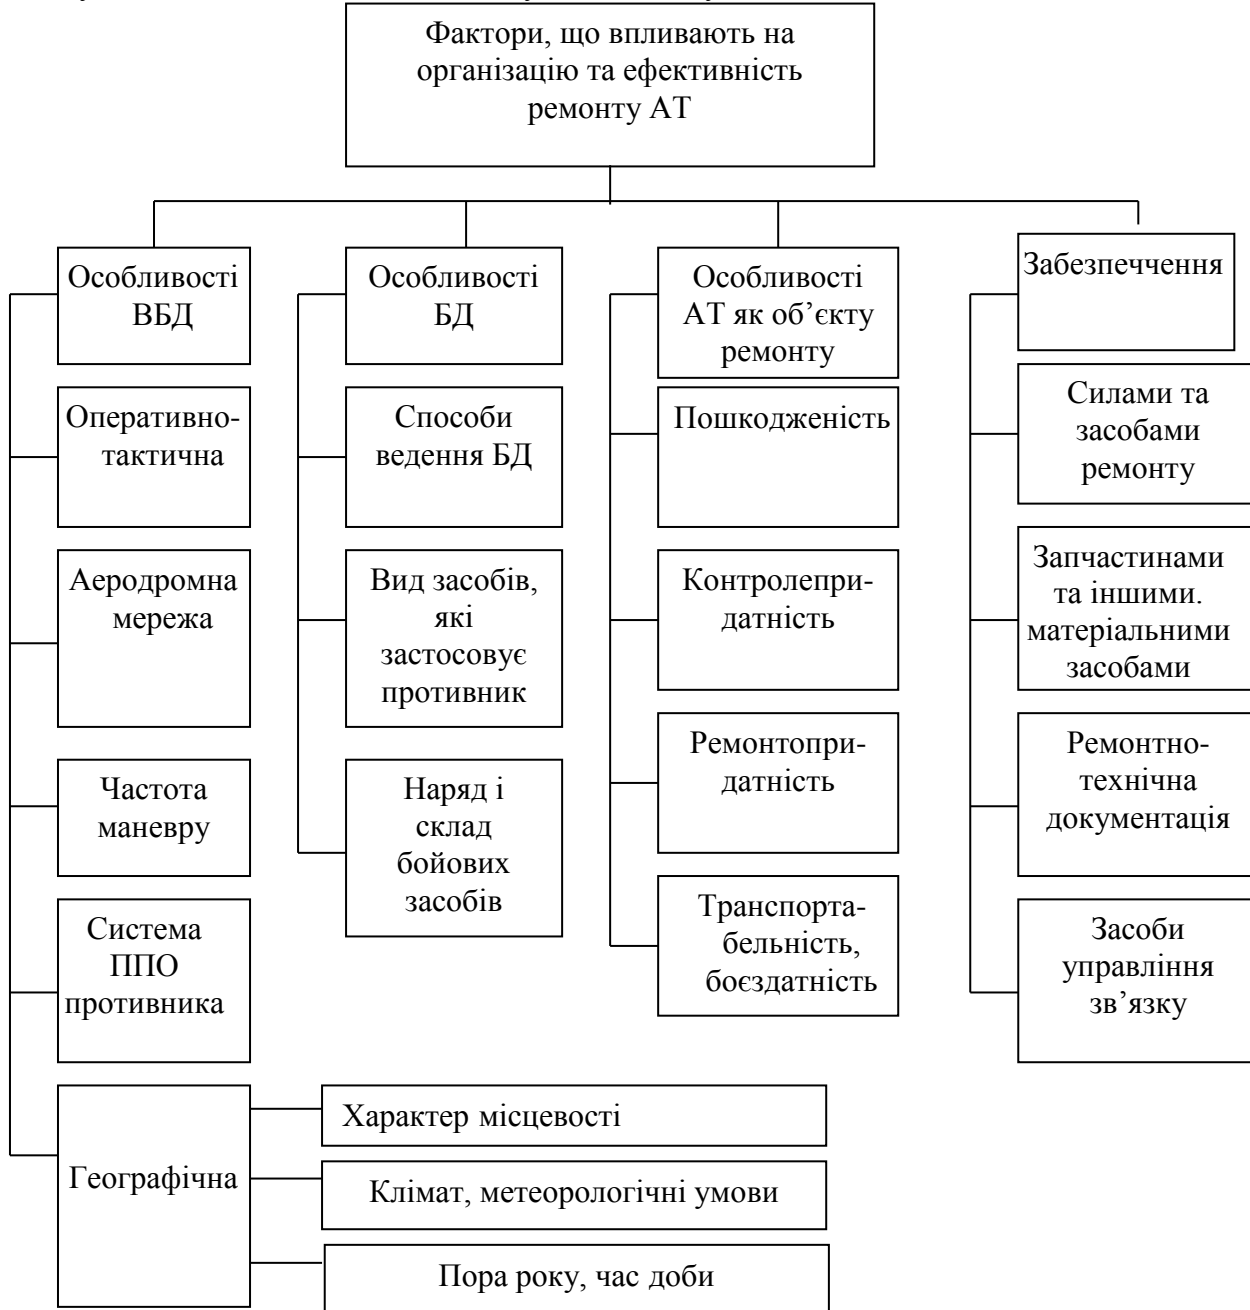 Фактори, що впливають на
організацію та ефективність
ремонту АТ
Особливості
ВБД
Оперативно-
тактична
Аеродромна
мережа
Частота
маневру
Система
ППО
противника
Географічна
Характер місцевості
Клімат, метеорологічні умови
Пора року, час доби
Особливості
БД
Способи
ведення БД
Вид засобів,
які
застосовує
противник
Наряд і
склад
бойових
засобів
Особливості
АТ як об’єкту
ремонту
Пошкодженість
Контролепри-
датність
Ремонтопри-
датність
Транспорта-
бельність,
боєздатність
Забезпеччення
Силами та
засобами
ремонту
Запчастинами
та іншими.
матеріальними
засобами
Ремонтно-
технічна
документація
Засоби
управління
зв’язку